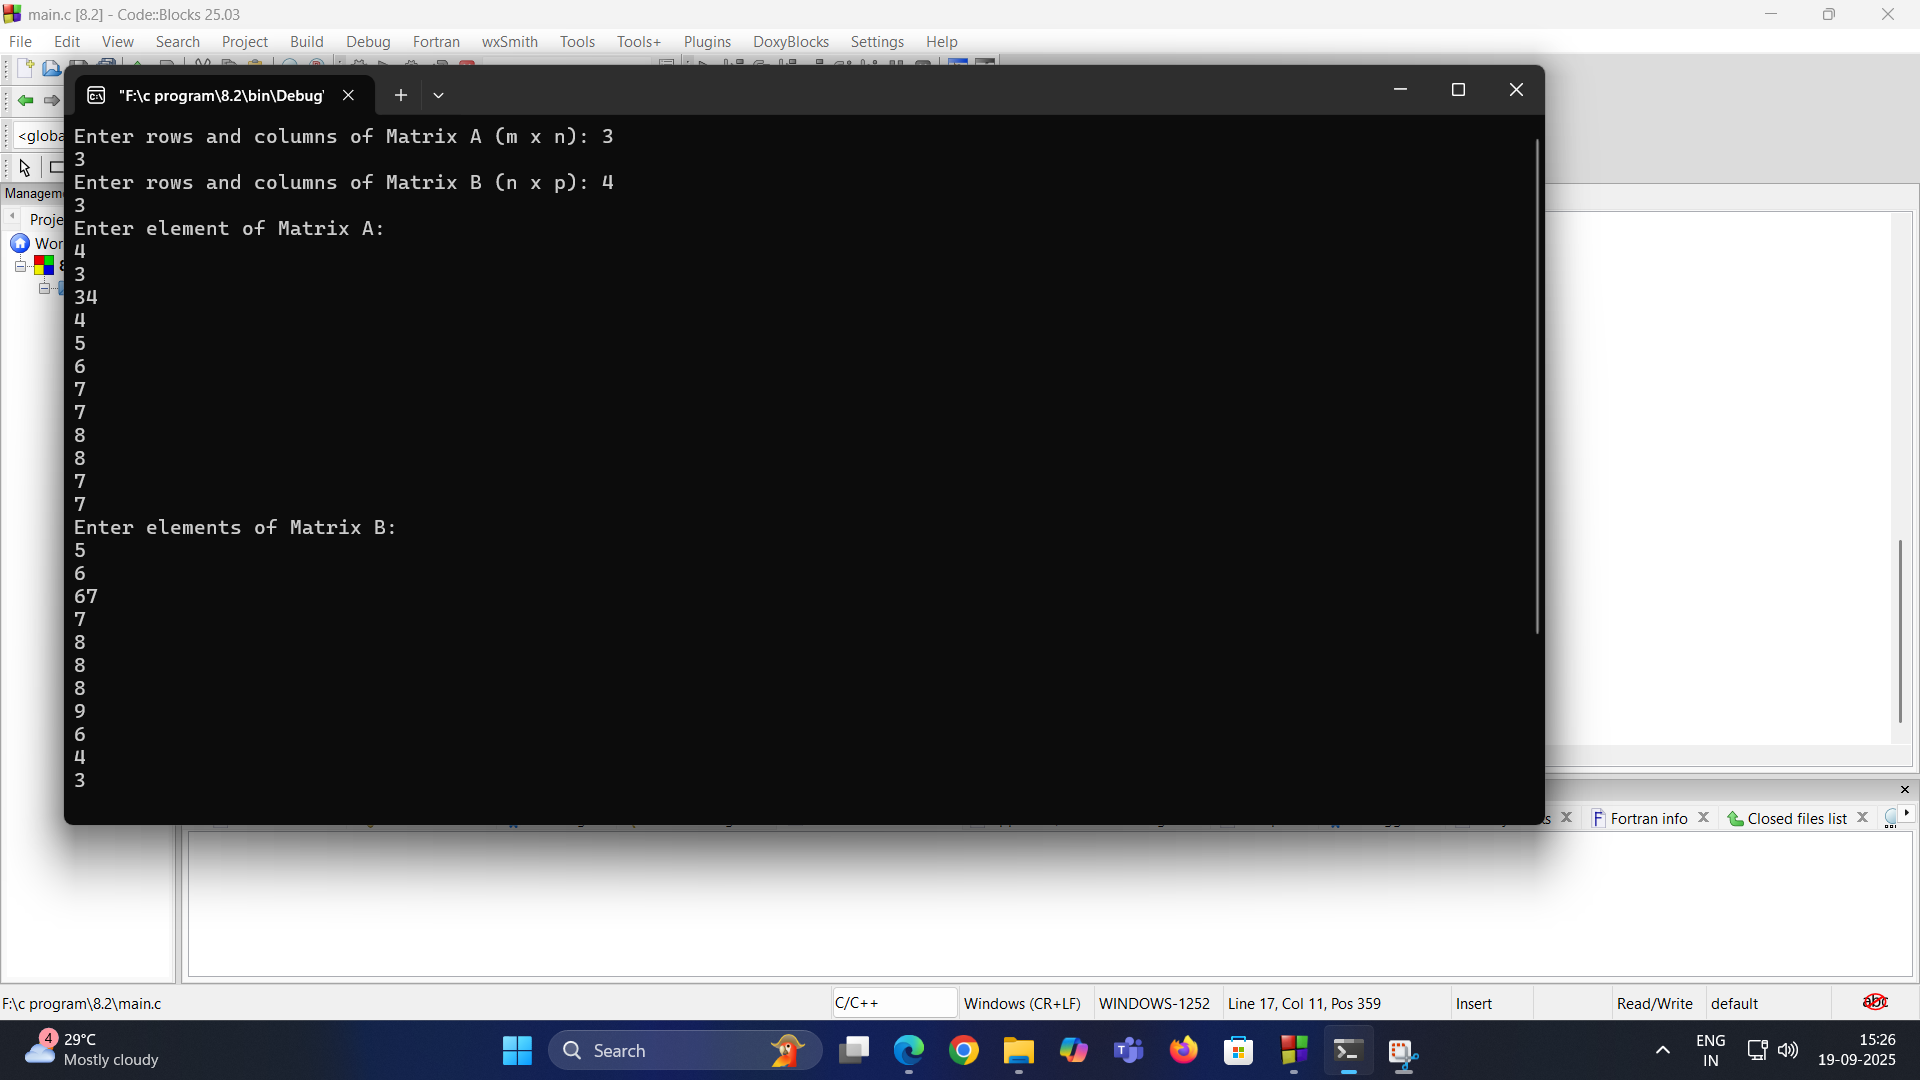 main.c [8.2] - Code::Blocks 25.03
File Edit View Search Project Build Debug Fortran wxSmith Tools Tools+ Plugins DoxyBlocks Settings Help
"F:\c program\8.2\bin\Debug\
<globa
Managem
Proje
Wor
Enter rows and columns of Matrix A (m x n): 3
3
Enter rows and columns of Matrix B (n x p): 4
3
Enter element of Matrix A:
4
3
34
4
5
6
7
7
8
8
7
7
Enter elements of Matrix B:
5
6
67
7
8
8
8
9
6
4
3
Fortran info
Closed files list
F:\c program\8.2\main.c
C/C++
Windows (CR+LF)
WINDOWS-1252
Line 17, Col 11, Pos 359
Insert
Read/Write
default
abc
4
29°C
Mostly cloudy
Search
ENG
IN
15:26
19-09-2025